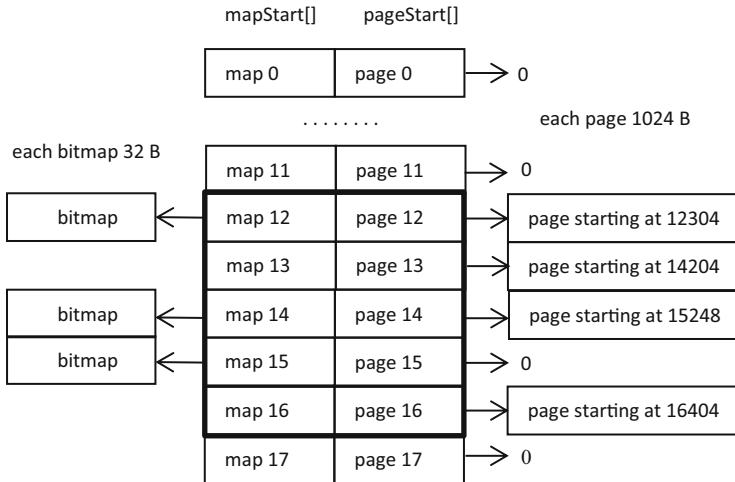 mapStart[] pageStart[]
map 0 page 0 0
. . . . . . . .
each page 1024 B
each bitmap 32 B
map 11 page 11 0
bitmap map 12 page 12 page starting at 12304
map 13 page 13 page starting at 14204
bitmap map 14 page 14 page starting at 15248
bitmap map 15 page 15 0
map 16 page 16 page starting at 16404
map 17 page 17 0